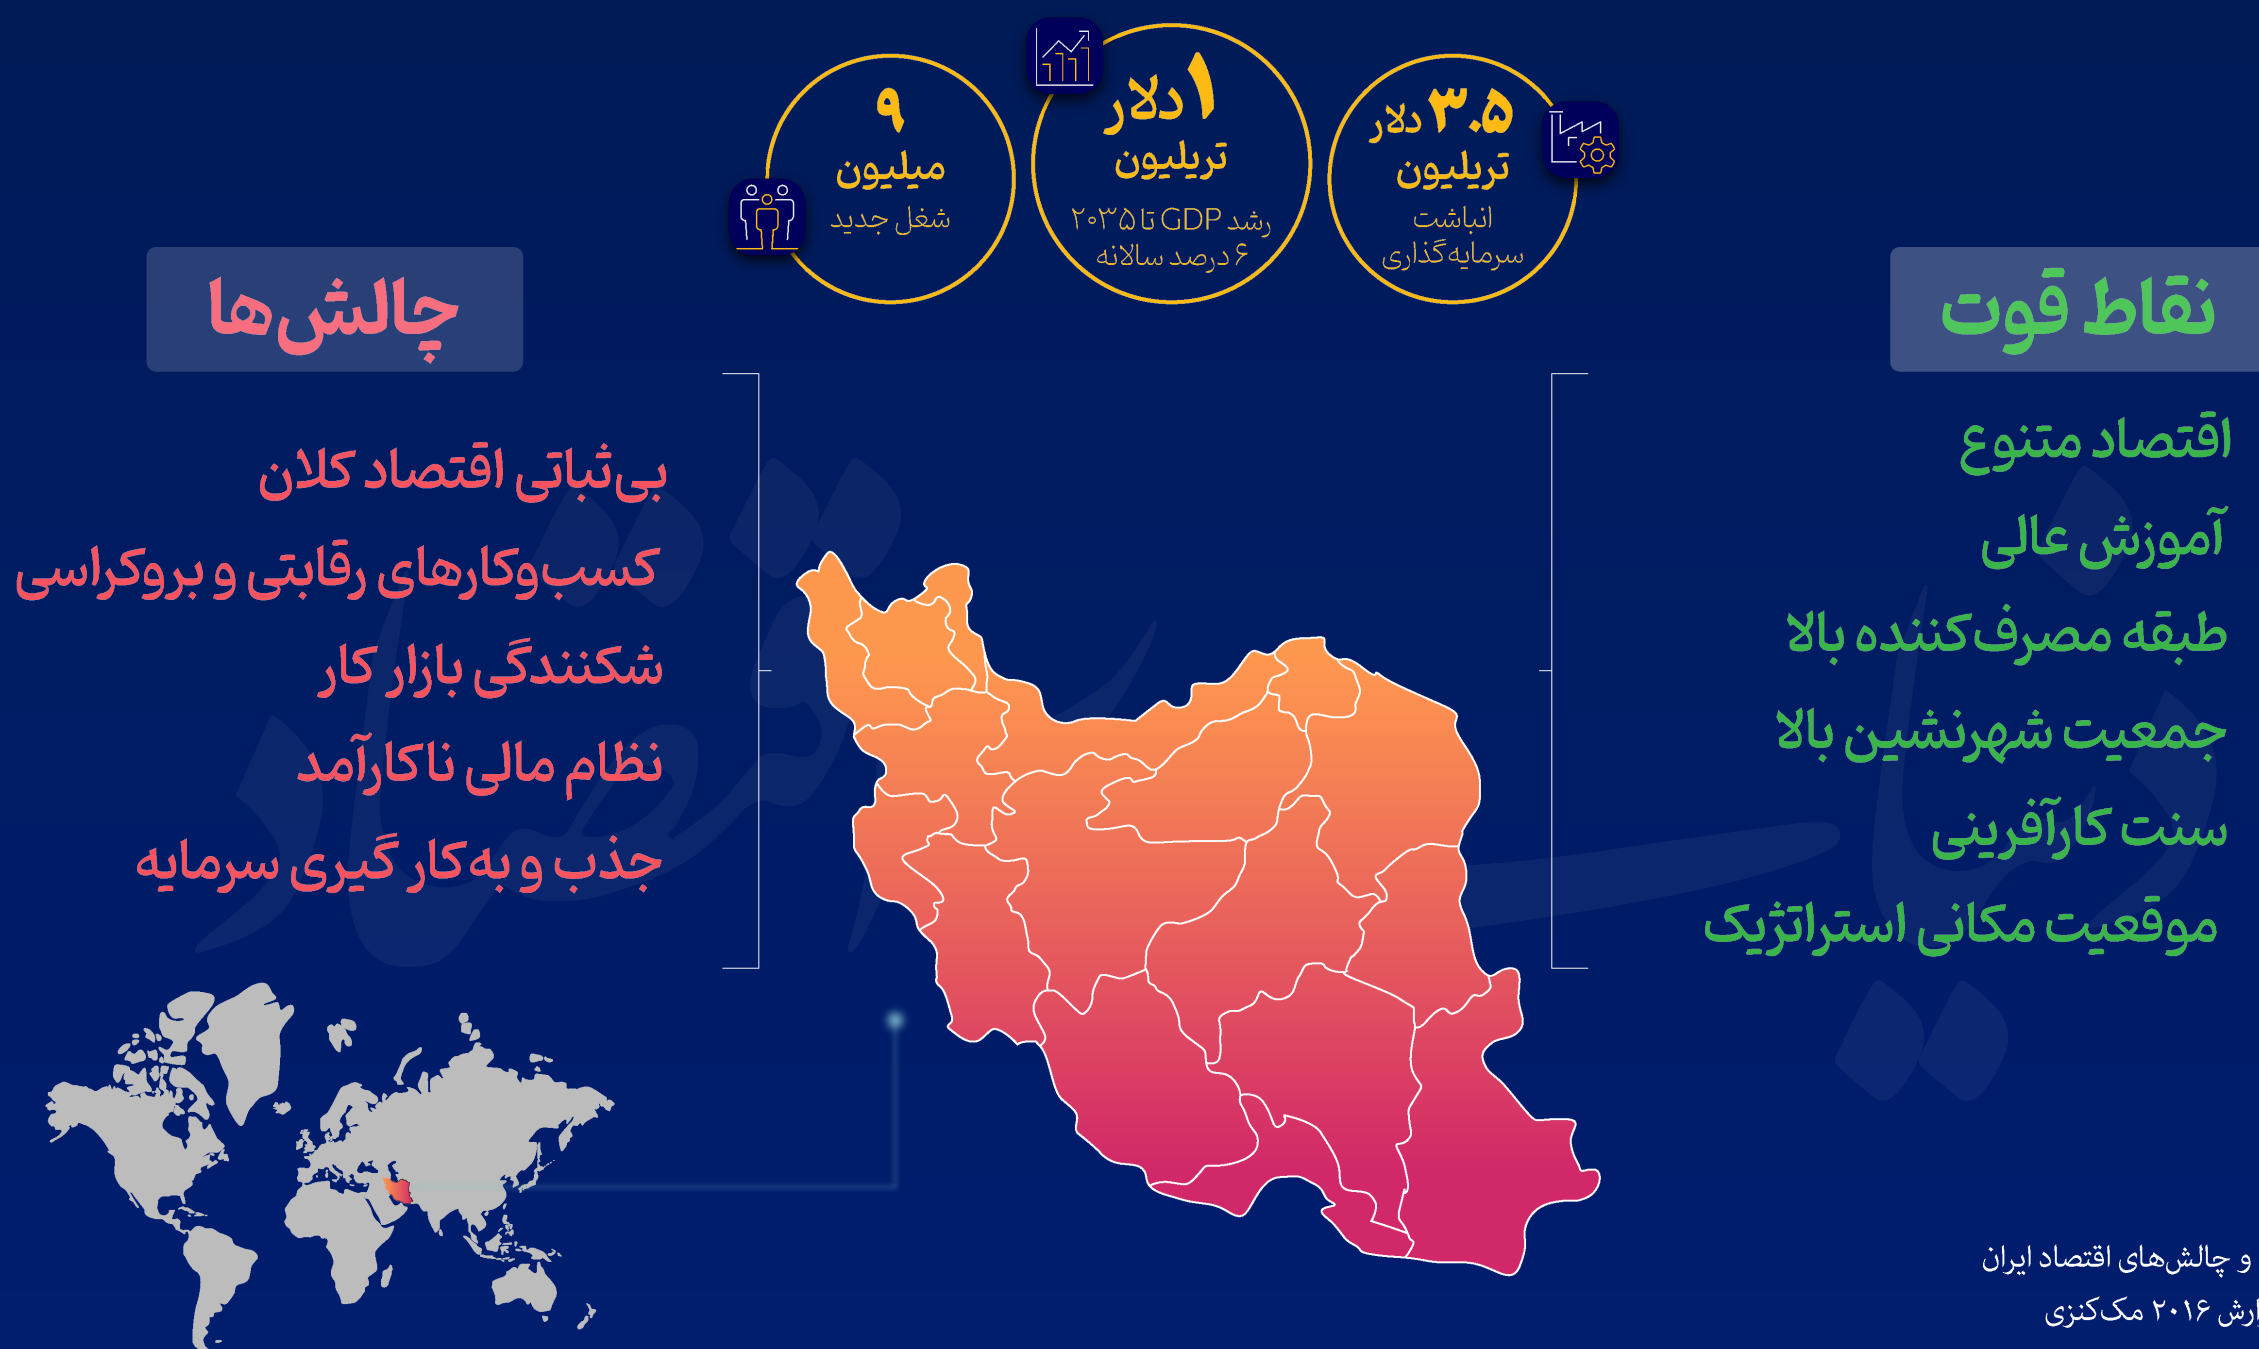 ۳.۵ دلار
تریلیون
انباشت
سرمایه‌گذاری
۱ دلار
تریلیون
رشد GDP تا ۲۰۳۵
۶ درصد سالانه
۹
میلیون
شغل جدید
نقاط قوت
اقتصاد متنوع
آموزش عالی
طبقه مصرف‌کننده بالا
جمعیت شهرنشین بالا
سنت کارآفرینی
موقعیت مکانی استراتژیک
چالش‌ها
بی‌ثباتی اقتصاد کلان
کسب‌وکارهای رقابتی و بروکراسی
شکنندگی بازار کار
نظام مالی ناکارآمد
جذب و به‌کار گیری سرمایه
و چالش‌های اقتصاد ایران
ارش ۲۰۱۶ مک‌کنزی
دنیای اقتصاد